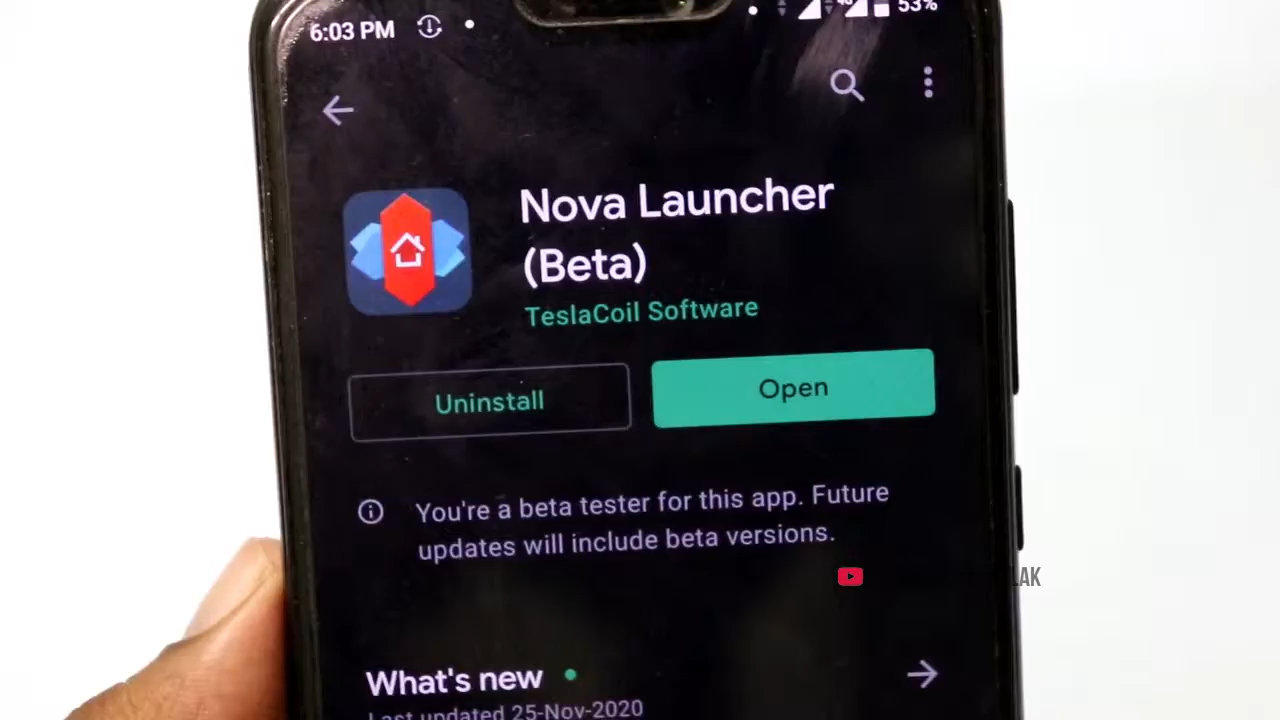 6:03 PM
53%
Nova Launcher
(Beta)
TeslaCoil Software
Uninstall
Open
You're a beta tester for this app. Future
updates will include beta versions.
LAK
What's new
Last updated 25-Nov-2020